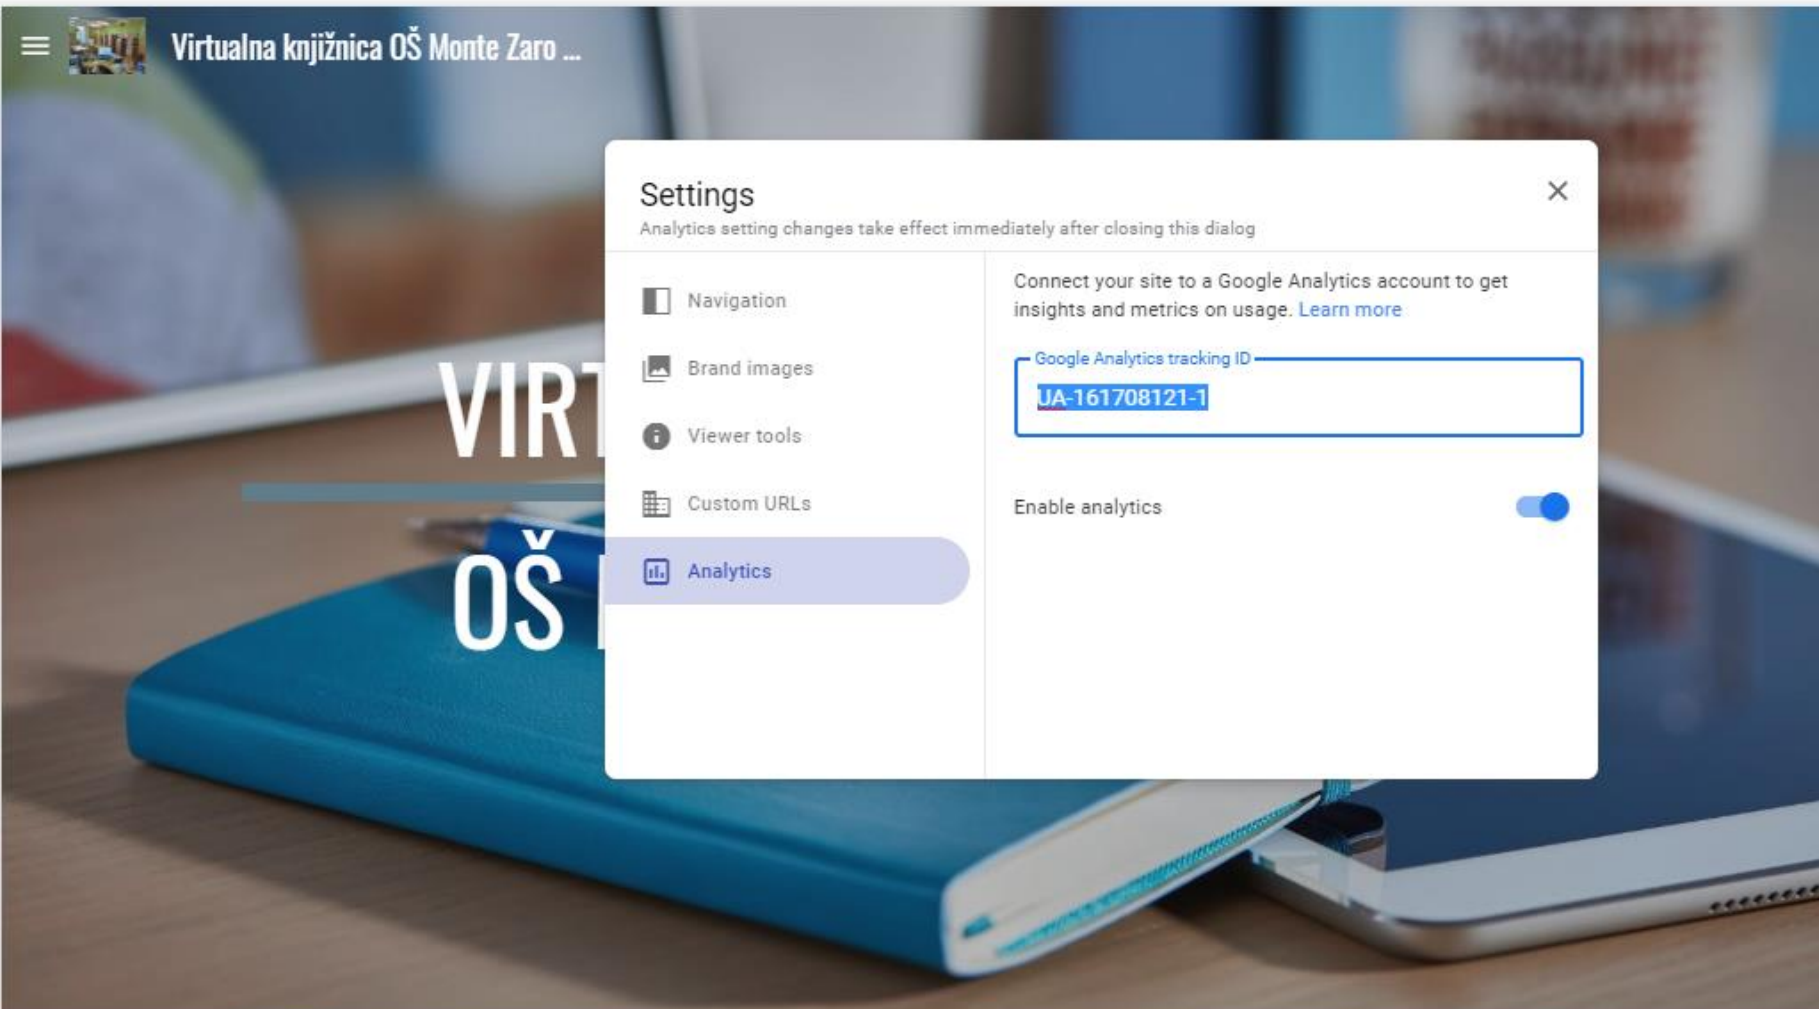 Virtualna knjižnica OŠ Monte Zaro ...
VIRT
OŠ
Settings
Analytics setting changes take effect immediately after closing this dialog
Navigation
Brand images
Viewer tools
Custom URLs
Analytics
Connect your site to a Google Analytics account to get
insights and metrics on usage. Learn more
Google Analytics tracking ID
UA-161708121-1
Enable analytics